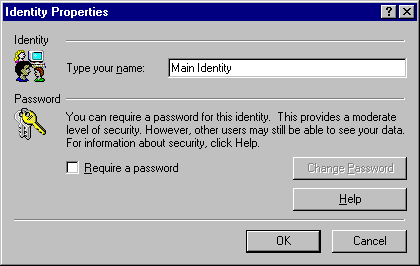 Identity Properties
Identity
Type your name:
Main Identity
Password
You can require a password for this identity. This provides a moderate
level of security. However, other users may still be able to see your data.
For information about security, click Help.
Require a password
Change Password
Help
OK
Cancel